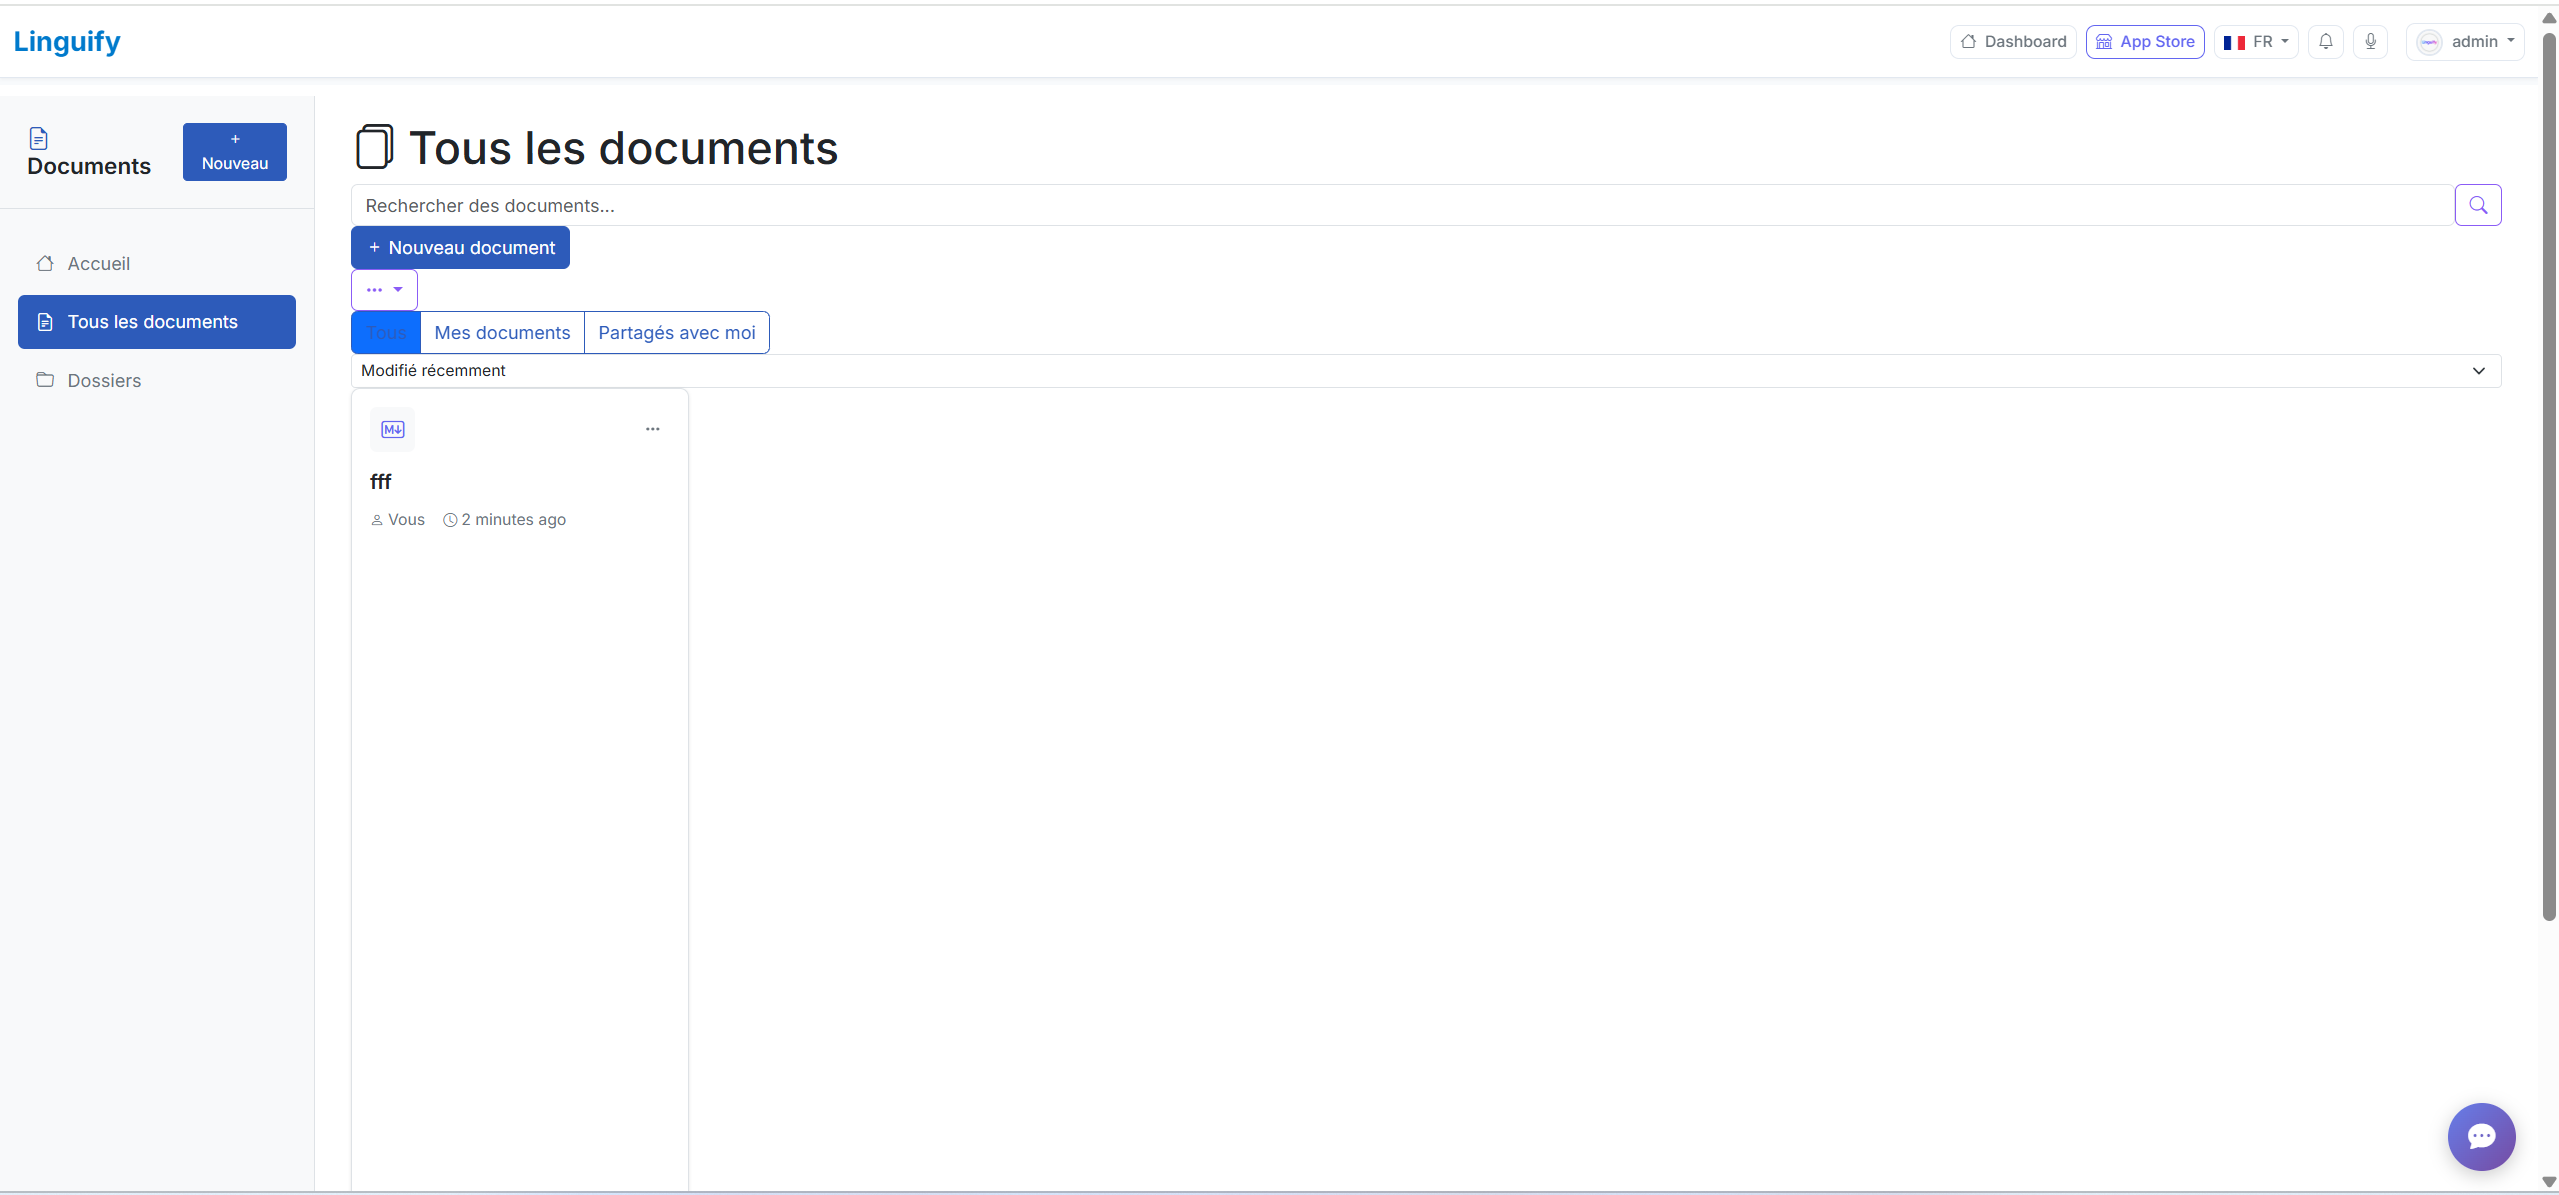 Linguify
Dashboard
App Store
FR
admin
Documents
+
Nouveau
Accueil
Tous les documents
Dossiers
Tous les documents
Rechercher des documents...
+ Nouveau document
...
Tous
Mes documents
Partagés avec moi
Modifié récemment
M↓
...
fff
Vous
2 minutes ago